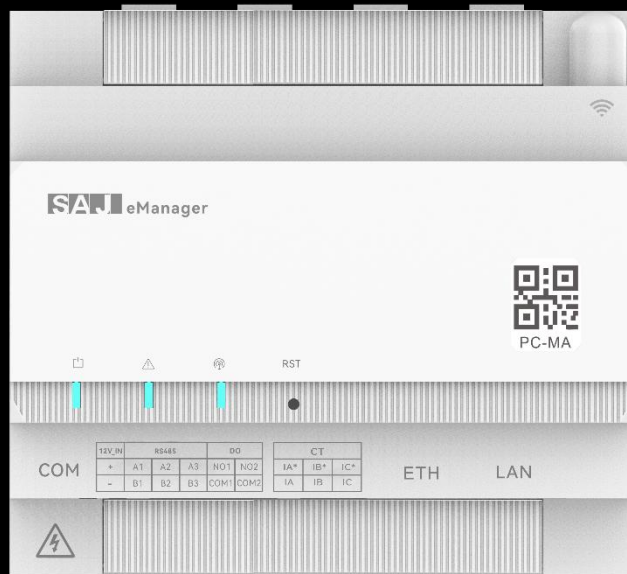 SAJ eManager
PC-MA
RST
12V_IN RS485 DO CT
COM + A1 A2 A3 NO1 NO2 IA* IB* IC* ETH LAN
- B1 B2 B3 COM1 COM2 IA IB IC